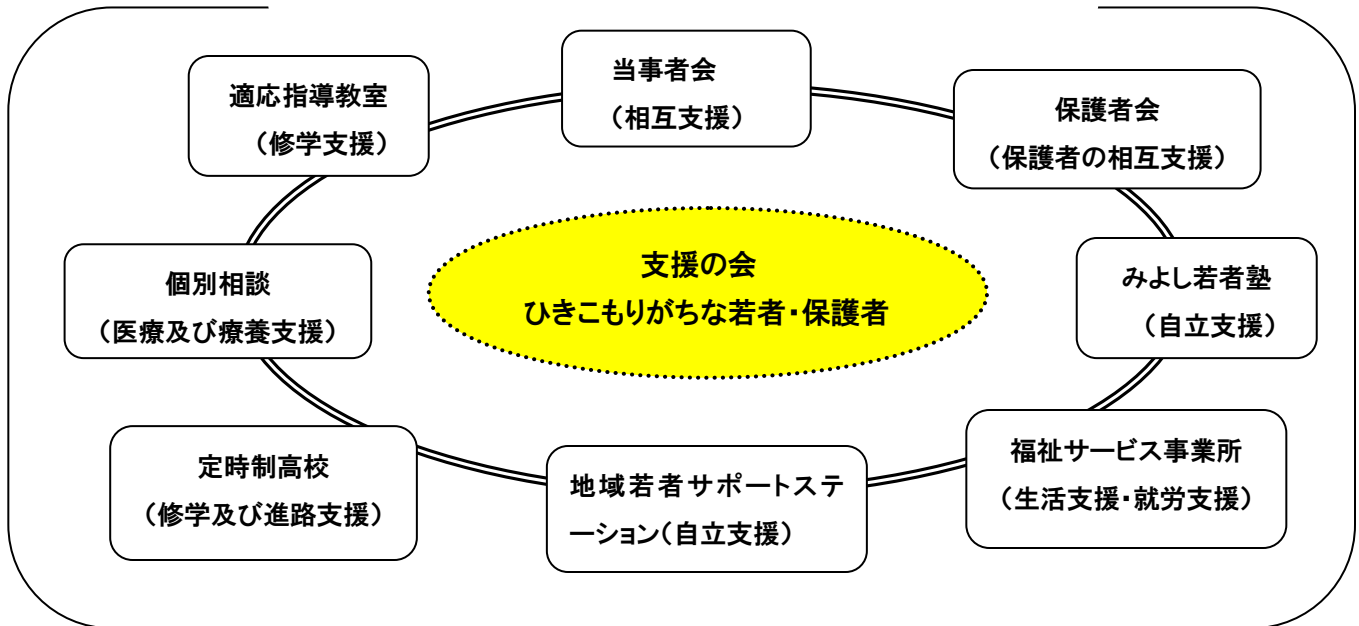 当事者会
(相互支援)
適応指導教室
(修学支援)
保護者会
(保護者の相互支援)
個別相談
(医療及び療養支援)
支援の会
ひきこもりがちな若者・保護者
みよし若者塾
(自立支援)
定時制高校
(修学及び進路支援)
地域若者サポートステ
ーション(自立支援)
福祉サービス事業所
(生活支援・就労支援)